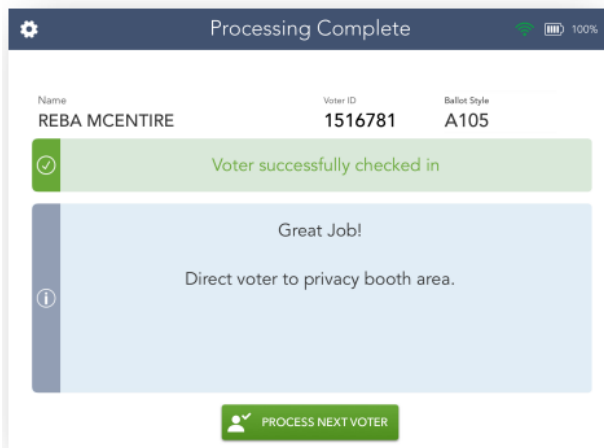 Processing Complete
100%
Name
Voter ID
Ballot Style
REBA MCENTIRE
1516781
A105
Voter successfully checked in
Great Job!
Direct voter to privacy booth area.
PROCESS NEXT VOTER